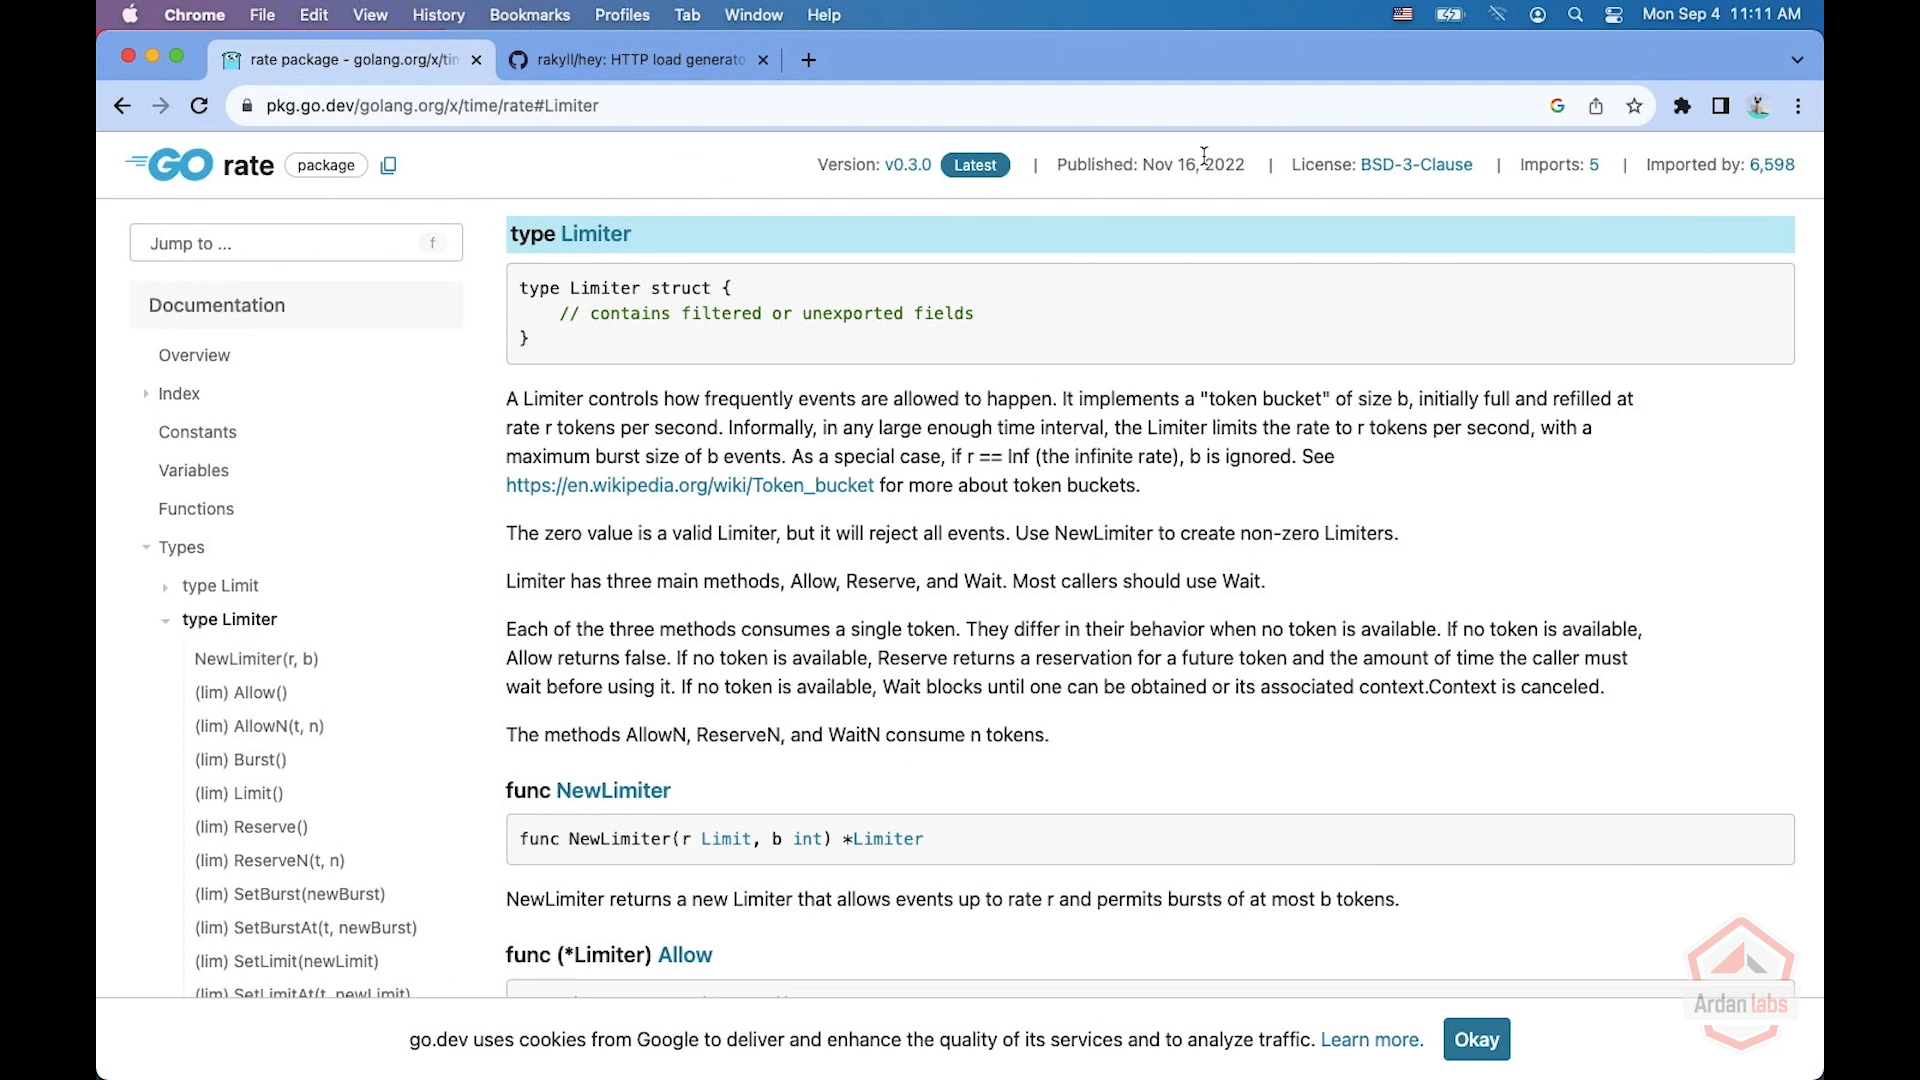 Chrome File Edit View History Bookmarks Profiles Tab Window Help Mon Sep 4 11:11 AM
rate package - golang.org/x/tim rakyll/hey: HTTP load generato
pkg.go.dev/golang.org/x/time/rate#Limiter
GO rate package Version: v0.3.0 Latest | Published: Nov 16, 2022 | License: BSD-3-Clause | Imports: 5 | Imported by: 6,598
Jump to ... f
Documentation
Overview
Index
Constants
Variables
Functions
Types
type Limit
type Limiter
NewLimiter(r, b)
(lim) Allow()
(lim) AllowN(t, n)
(lim) Burst()
(lim) Limit()
(lim) Reserve()
(lim) ReserveN(t, n)
(lim) SetBurst(newBurst)
(lim) SetBurstAt(t, newBurst)
(lim) SetLimit(newLimit)
(lim) SetLimitAt(t, newLimit)
type Limiter
type Limiter struct {
// contains filtered or unexported fields
}
A Limiter controls how frequently events are allowed to happen. It implements a "token bucket" of size b, initially full and refilled at
rate r tokens per second. Informally, in any large enough time interval, the Limiter limits the rate to r tokens per second, with a
maximum burst size of b events. As a special case, if r == Inf (the infinite rate), b is ignored. See
https://en.wikipedia.org/wiki/Token_bucket for more about token buckets.
The zero value is a valid Limiter, but it will reject all events. Use NewLimiter to create non-zero Limiters.
Limiter has three main methods, Allow, Reserve, and Wait. Most callers should use Wait.
Each of the three methods consumes a single token. They differ in their behavior when no token is available. If no token is available,
Allow returns false. If no token is available, Reserve returns a reservation for a future token and the amount of time the caller must
wait before using it. If no token is available, Wait blocks until one can be obtained or its associated context.Context is canceled.
The methods AllowN, ReserveN, and WaitN consume n tokens.
func NewLimiter
func NewLimiter(r Limit, b int) *Limiter
NewLimiter returns a new Limiter that allows events up to rate r and permits bursts of at most b tokens.
func (*Limiter) Allow
Ardan labs
go.dev uses cookies from Google to deliver and enhance the quality of its services and to analyze traffic. Learn more. Okay